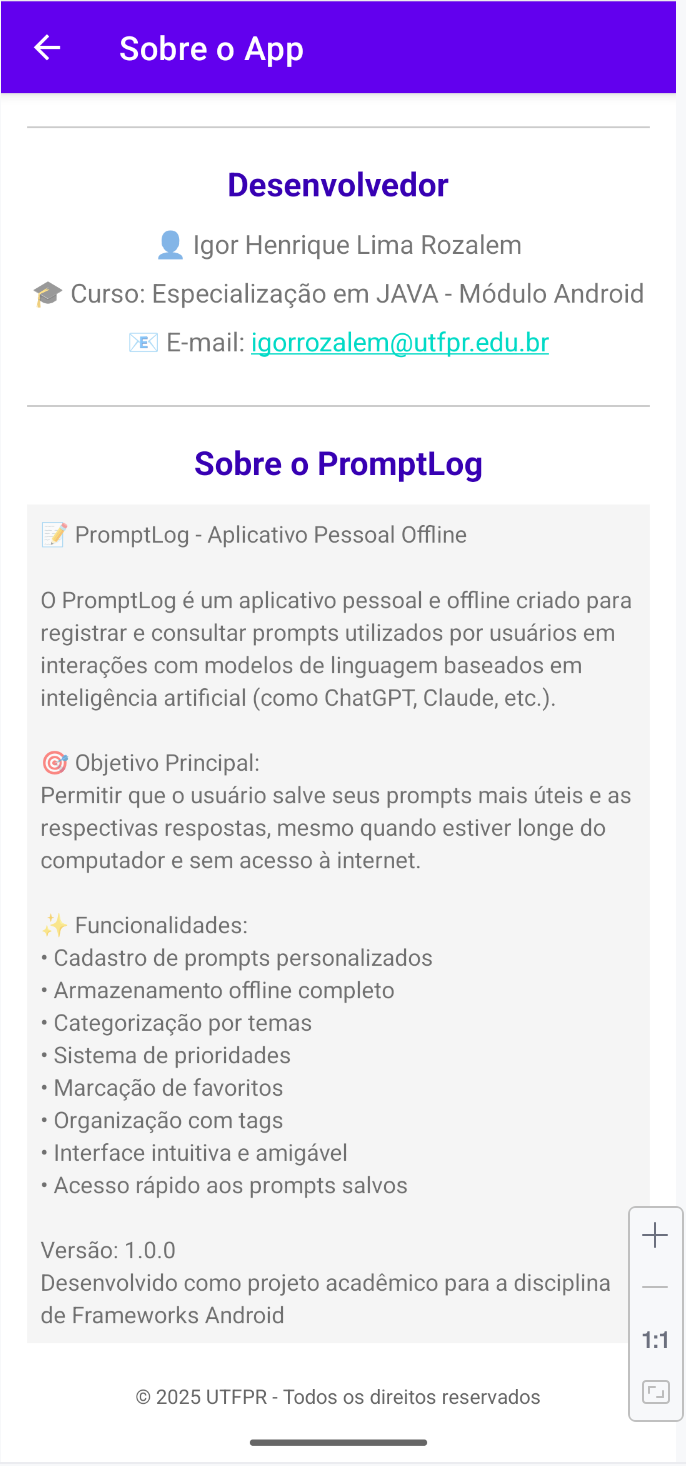 Sobre o App
Desenvolvedor
👤 Igor Henrique Lima Rozalem
🎓 Curso: Especialização em JAVA - Módulo Android
📧 E-mail: igorrozalem@utfpr.edu.br
Sobre o PromptLog
📝 PromptLog - Aplicativo Pessoal Offline
O PromptLog é um aplicativo pessoal e offline criado para
registrar e consultar prompts utilizados por usuários em
interações com modelos de linguagem baseados em
inteligência artificial (como ChatGPT, Claude, etc.).
🎯 Objetivo Principal:
Permitir que o usuário salve seus prompts mais úteis e as
respectivas respostas, mesmo quando estiver longe do
computador e sem acesso à internet.
✨ Funcionalidades:
• Cadastro de prompts personalizados
• Armazenamento offline completo
• Categorização por temas
• Sistema de prioridades
• Marcação de favoritos
• Organização com tags
• Interface intuitiva e amigável
• Acesso rápido aos prompts salvos
Versão: 1.0.0
Desenvolvido como projeto acadêmico para a disciplina
de Frameworks Android
1:1
© 2025 UTFPR - Todos os direitos reservados